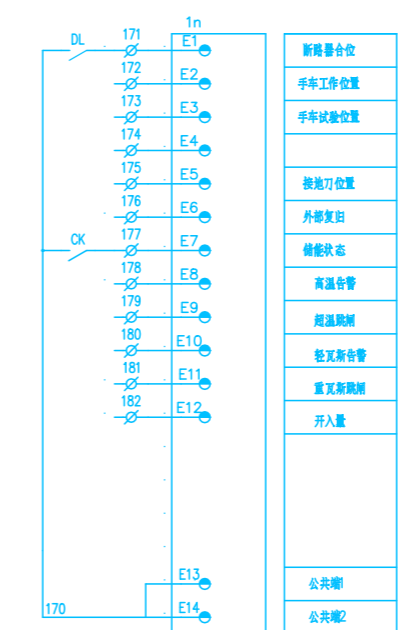 1n
DL 171 E1 断路器合位
172 E2 手车工作位置
173 E3 手车试验位置
174 E4
175 E5 接地刀位置
176 E6 外部复归
CK 177 E7 储能状态
178 E8 高温告警
179 E9 超温跳闸
180 E10 轻瓦斯告警
181 E11 重瓦斯跳闸
182 E12 开入量
E13 公共端1
170 E14 公共端2